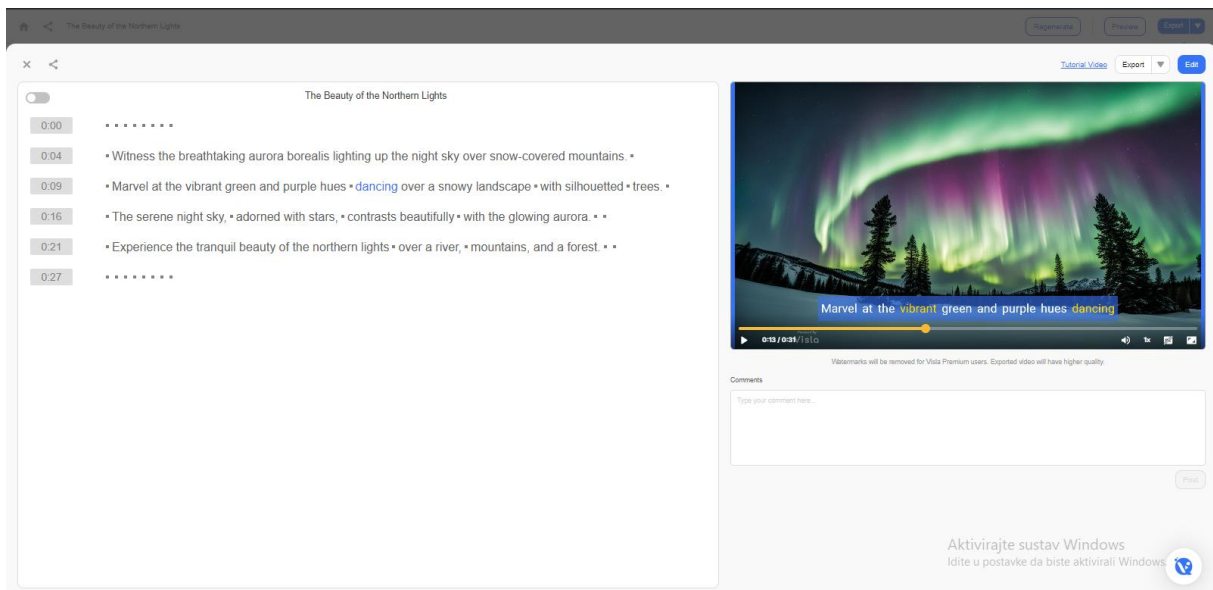 The Beauty of the Northern Lights
Regenerate
Preview
Export
Tutorial Video
Export
Edit
The Beauty of the Northern Lights
0:00
0:04 Witness the breathtaking aurora borealis lighting up the night sky over snow-covered mountains.
0:09 Marvel at the vibrant green and purple hues dancing over a snowy landscape with silhouetted trees.
0:16 The serene night sky, adorned with stars, contrasts beautifully with the glowing aurora.
0:21 Experience the tranquil beauty of the northern lights over a river, mountains, and a forest.
0:27
Marvel at the vibrant green and purple hues dancing
0:13 / 0:31
1x
Watermarks will be removed for Visla Premium users. Exported video will have higher quality.
Comments
Type your comment here...
Post
Aktivirajte sustav Windows
Idite u postavke da biste aktivirali Windows.